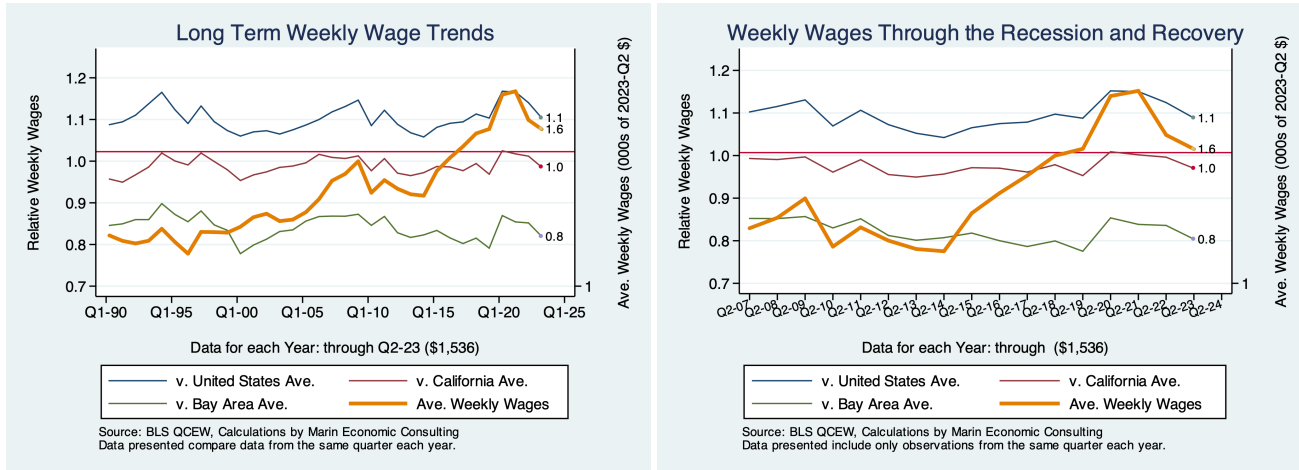 Long Term Weekly Wage Trends
Relative Weekly Wages
1.2
1.1
1.0
0.9
0.8
0.7
1.1
1.6
1.0
0.8
1
Ave. Weekly Wages (000s of 2023-Q2 $)
Q1-90 Q1-95 Q1-00 Q1-05 Q1-10 Q1-15 Q1-20 Q1-25
Data for each Year: through Q2-23 ($1,536)
v. United States Ave. v. California Ave.
v. Bay Area Ave. Ave. Weekly Wages
Source: BLS QCEW, Calculations by Marin Economic Consulting
Data presented compare data from the same quarter each year.
Weekly Wages Through the Recession and Recovery
Relative Weekly Wages
1.2
1.1
1.0
0.9
0.8
0.7
1.1
1.6
1.0
0.8
1
Ave. Weekly Wages (000s of 2023-Q2 $)
Q2-07 Q2-08 Q2-09 Q2-10 Q2-11 Q2-12 Q2-13 Q2-14 Q2-15 Q2-16 Q2-17 Q2-18 Q2-19 Q2-20 Q2-21 Q2-22 Q2-23 Q2-24
Data for each Year: through ($1,536)
v. United States Ave. v. California Ave.
v. Bay Area Ave. Ave. Weekly Wages
Source: BLS QCEW, Calculations by Marin Economic Consulting
Data presented include only observations from the same quarter each year.